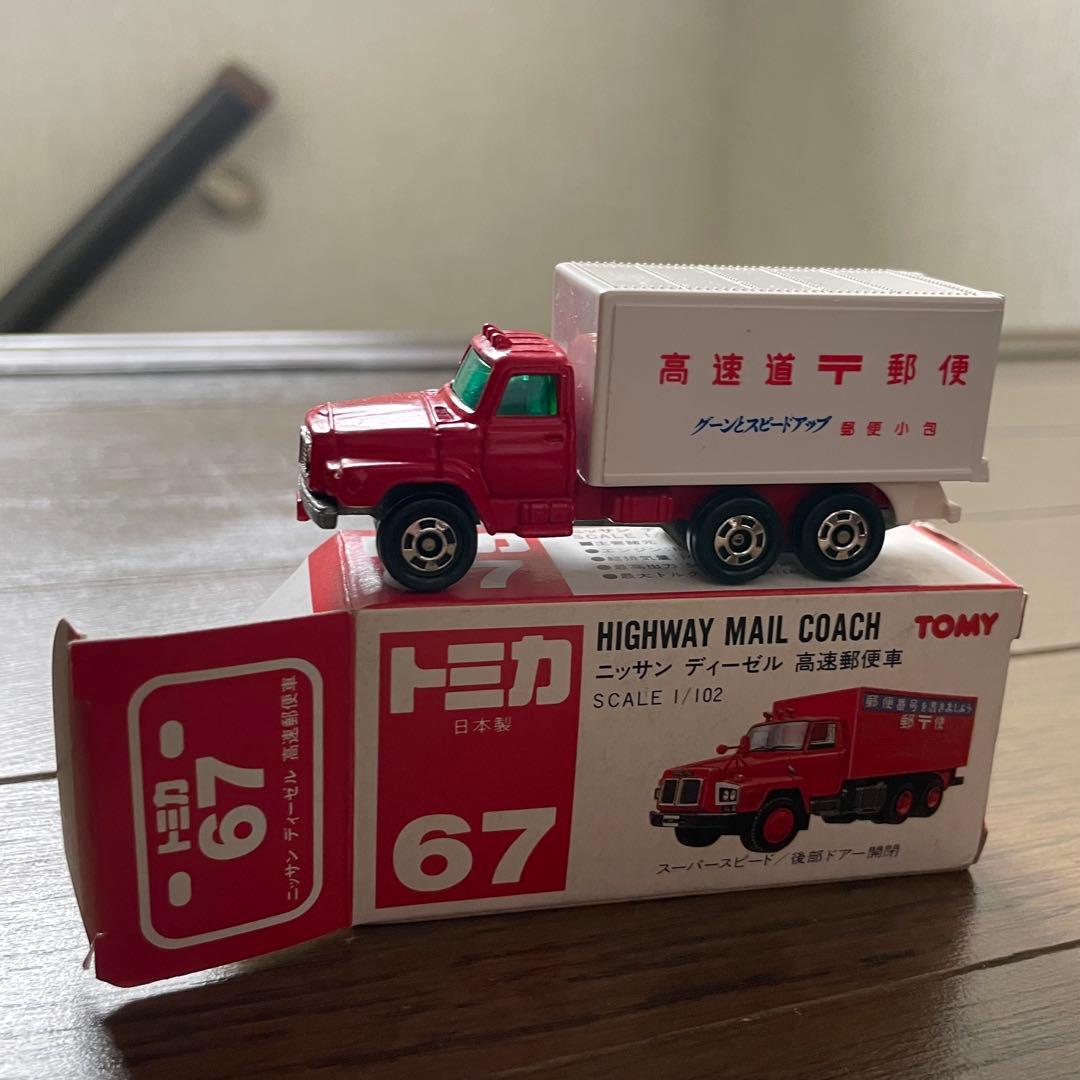 高速道〒郵便
グーンとスピードアップ 郵便小包
SCALE 1/
トミカ
日本製
67
HIGHWAY MAIL COACH
TOMY
ニッサン ディーゼル 高速郵便車
SCALE 1/102
郵便番号を書きましょう
郵〒便
スーパースピード/後部ドアー開閉
トミカ
67
ニッサン ディーゼル 高速郵便車